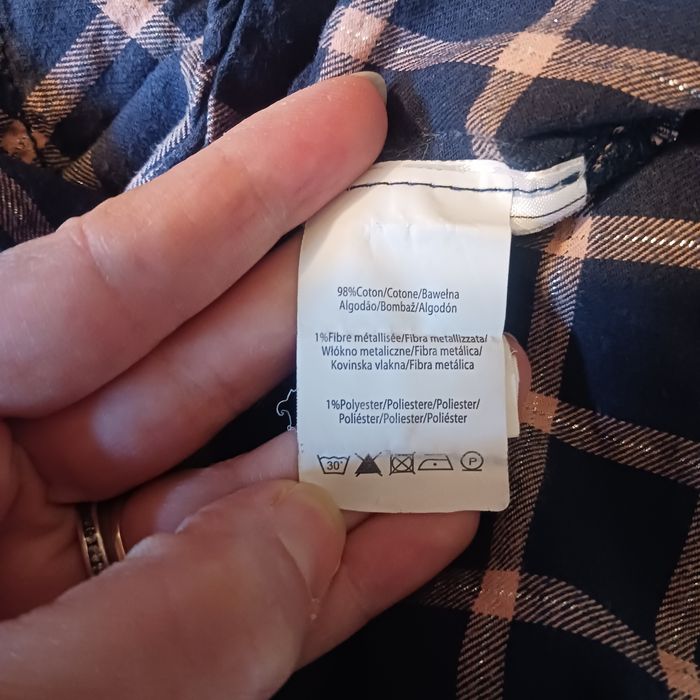 98%Coton/Cotone/Bawełna
Algodão/Bombaž/Algodón
1%Fibre métallisée/Fibra metallizzata/
Włókno metaliczne/Fibra metálica/
Kovinska vlakna/Fibra metálica
1%Polyester/Poliestere/Poliester/
Poliéster/Poliester/Poliéster
30° P